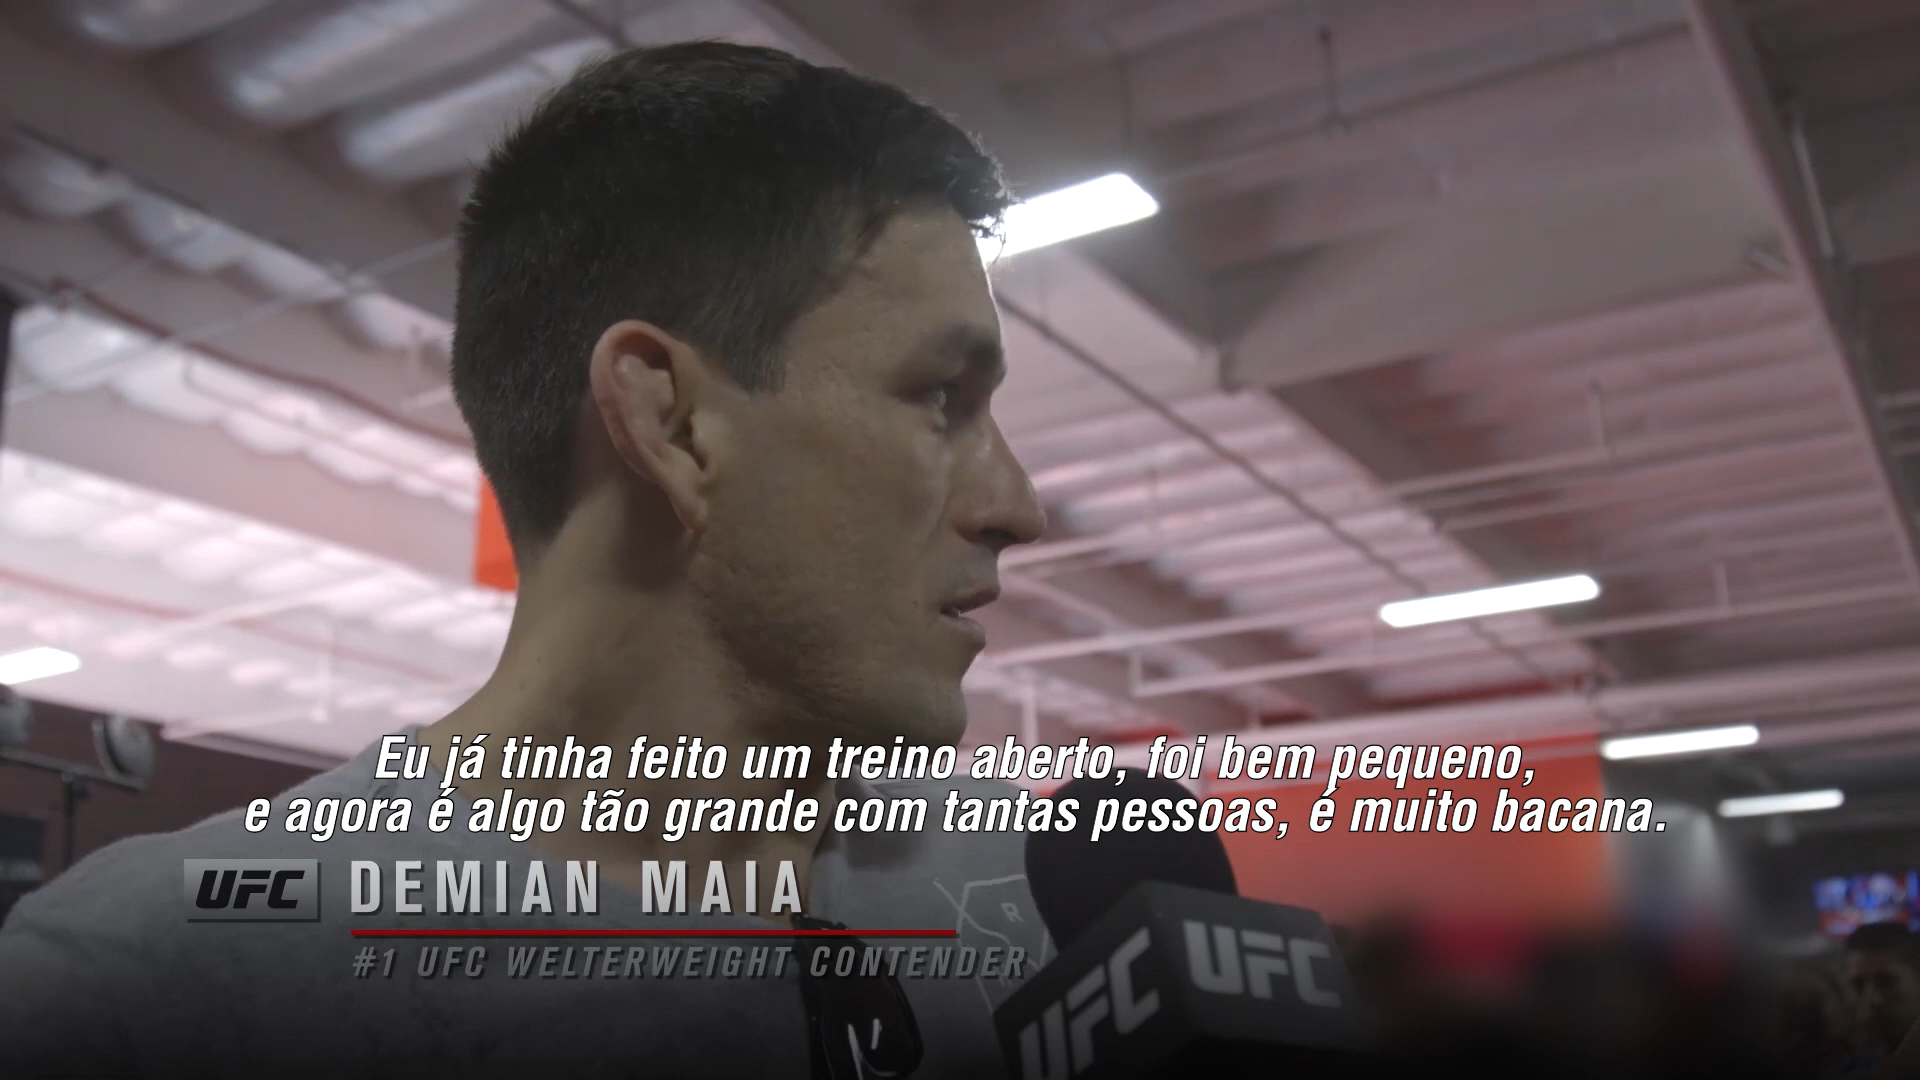 Eu já tinha feito um treino aberto, foi bem pequeno,
e agora é algo tão grande com tantas pessoas, é muito bacana.
UFC DEMIAN MAIA
#1 UFC WELTERWEIGHT CONTENDER
R
UFC UFC